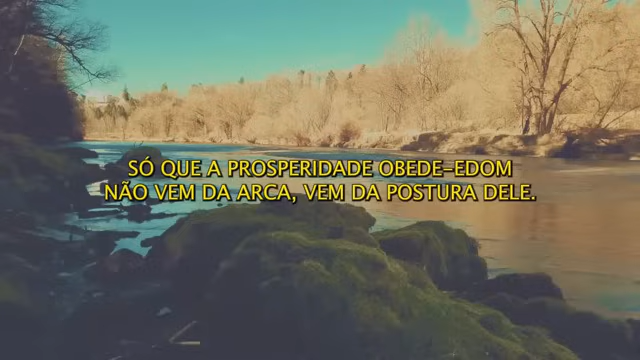 SÓ QUE A PROSPERIDADE OBEDE-EDOM
NÃO VEM DA ARCA, VEM DA POSTURA DELE.